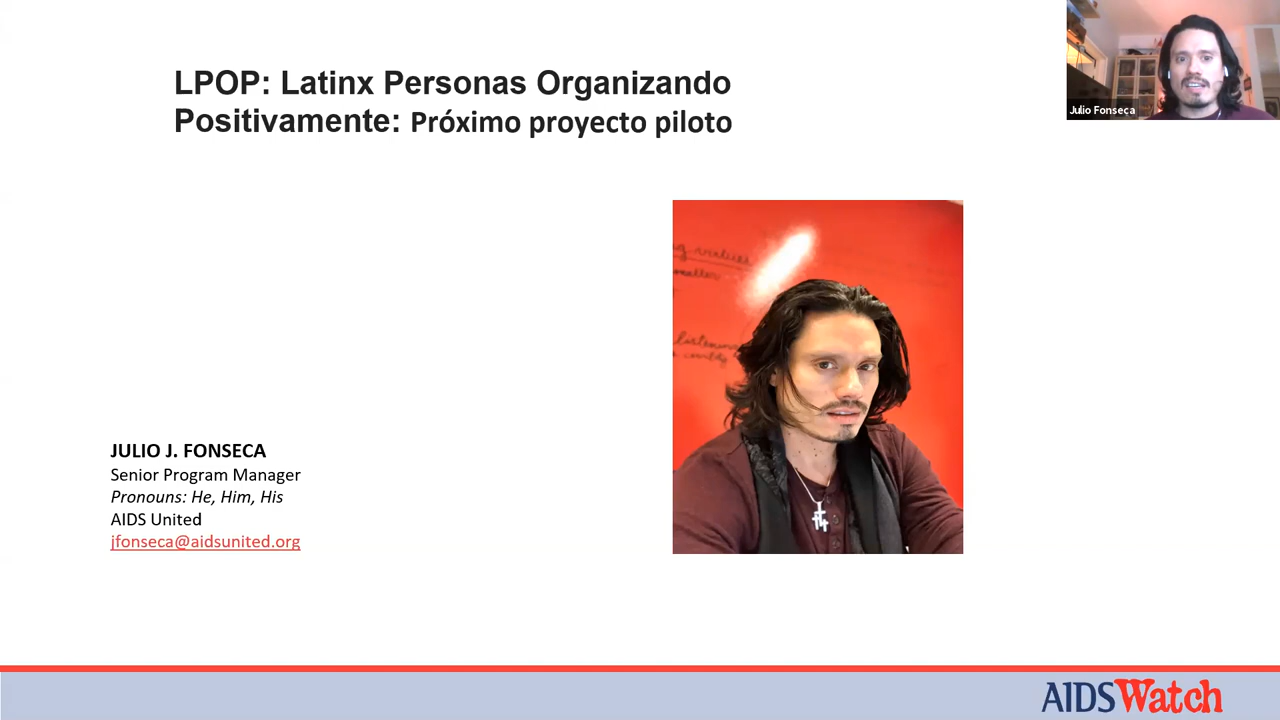 LPOP: Latinx Personas Organizando
Positivamente: Próximo proyecto piloto
Julio Fonseca
listening
JULIO J. FONSECA
Senior Program Manager
Pronouns: He, Him, His
AIDS United
jfonseca@aidsunited.org
AIDSWatch